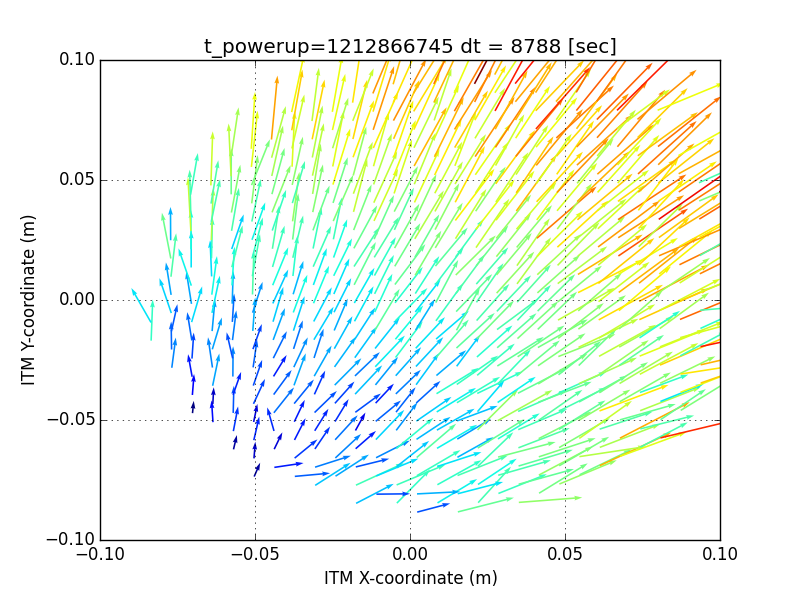 t_powerup=1212866745 dt = 8788 [sec]
0.10
0.05
0.00
−0.05
−0.10
ITM Y-coordinate (m)
−0.10 −0.05 0.00 0.05 0.10
ITM X-coordinate (m)